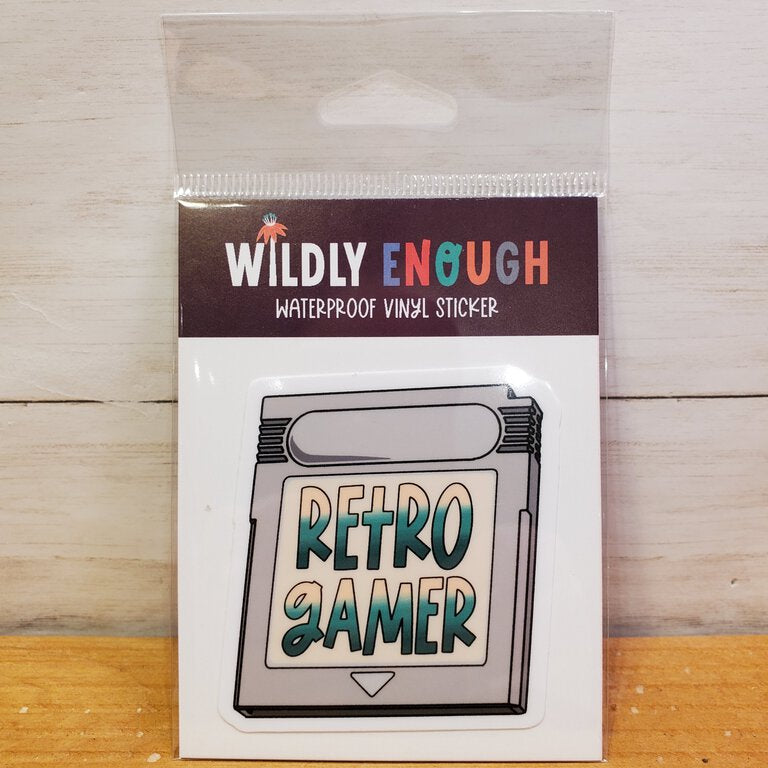 WILDLY ENOUGH
WATERPROOF VINYL STICKER
RETRO
GAMER